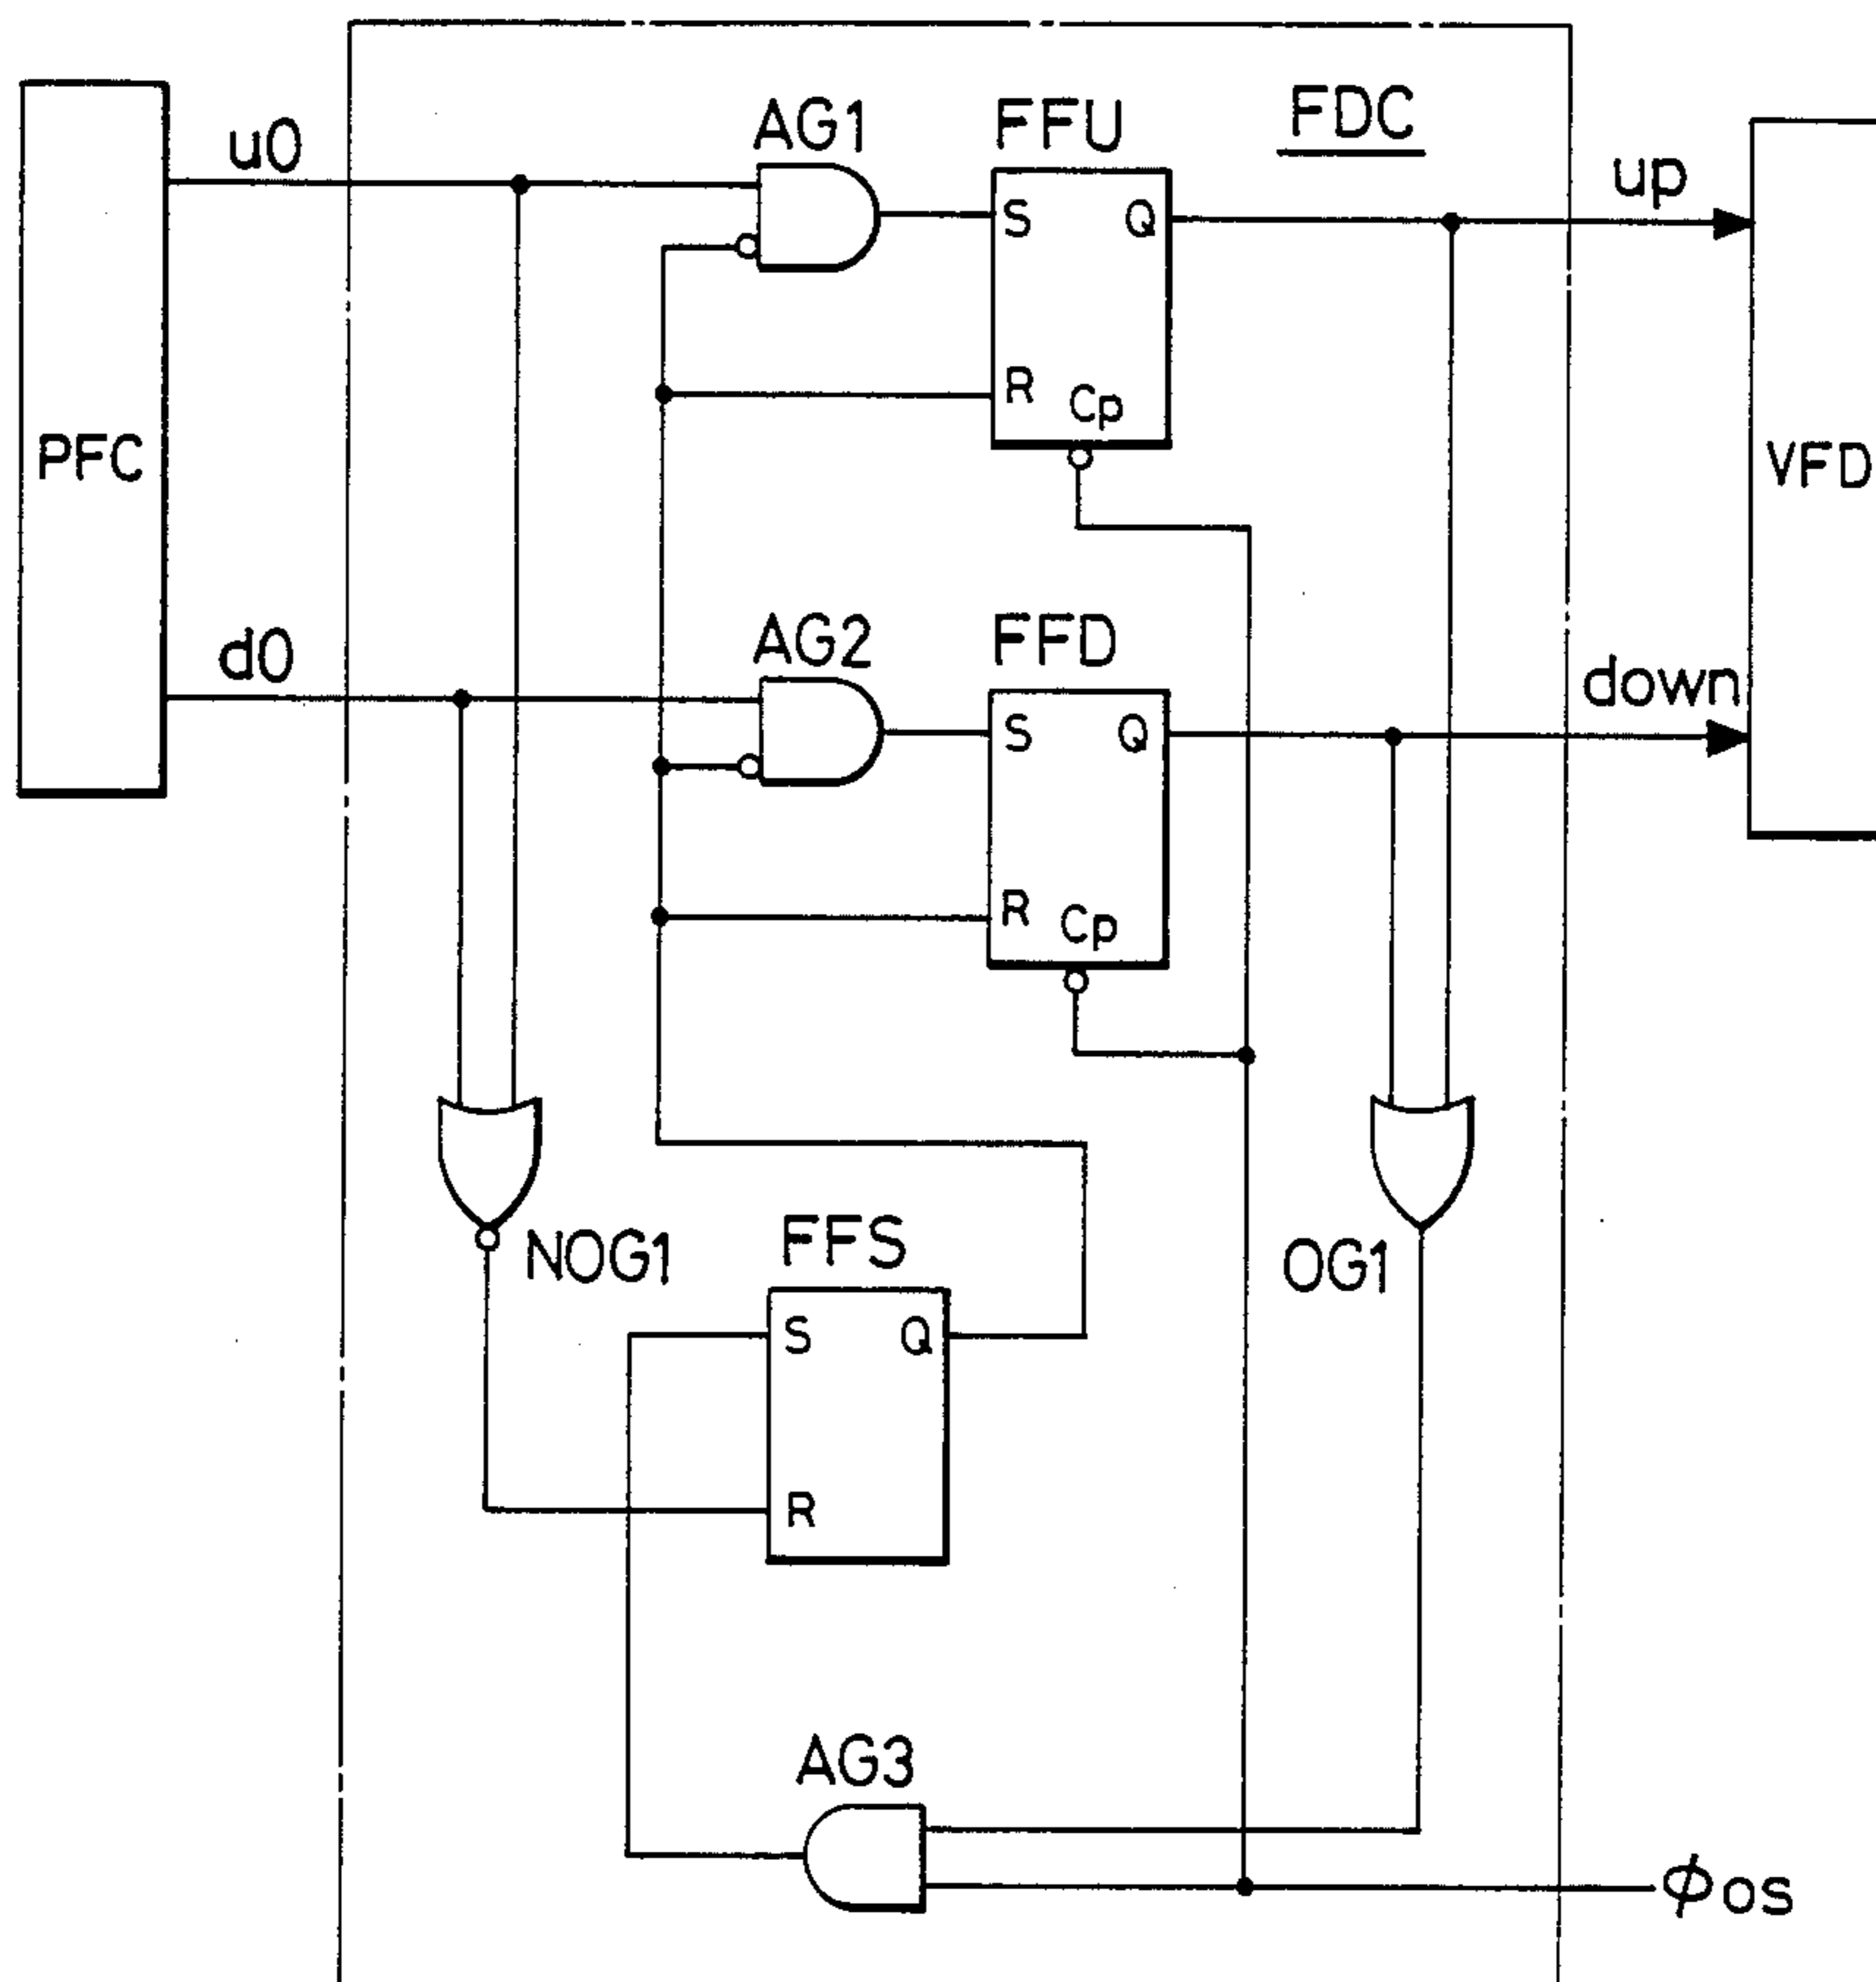 AG1 FFU FDC
u0 up
S Q
R Cp
PFC VFD
AG2 FFD
d0 down
S Q
R Cp
NOG1 FFS OG1
S Q
R
AG3
ϕos